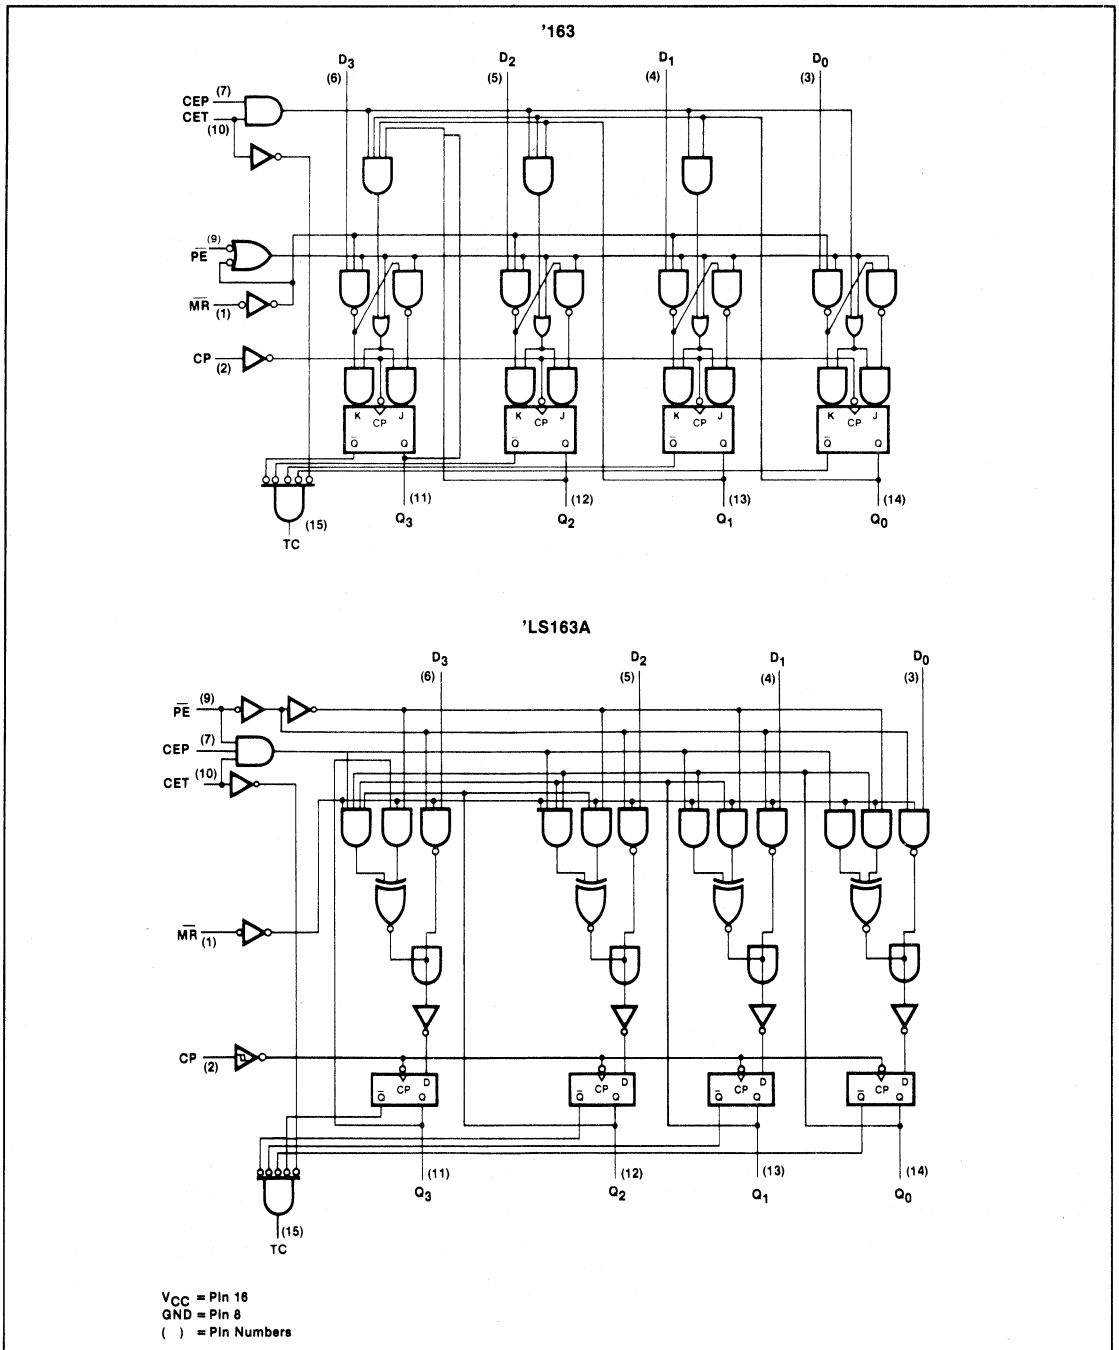 '163
D3 D2 D1 D0
(6) (5) (4) (3)
CEP (7)
CET (10)
PE (9)
MR (1)
CP (2)
K J K J K J K J
CP CP CP CP
Q Q Q Q Q Q Q Q
(11) (12) (13) (14)
Q3 Q2 Q1 Q0
(15)
TC
'LS163A
D3 D2 D1 D0
(6) (5) (4) (3)
PE (9)
CEP (7)
CET (10)
MR (1)
CP (2)
CP D CP D CP D CP D
Q Q Q Q Q Q Q Q
(11) (12) (13) (14)
Q3 Q2 Q1 Q0
(15)
TC
VCC = Pin 16
GND = Pin 8
( ) = Pin Numbers